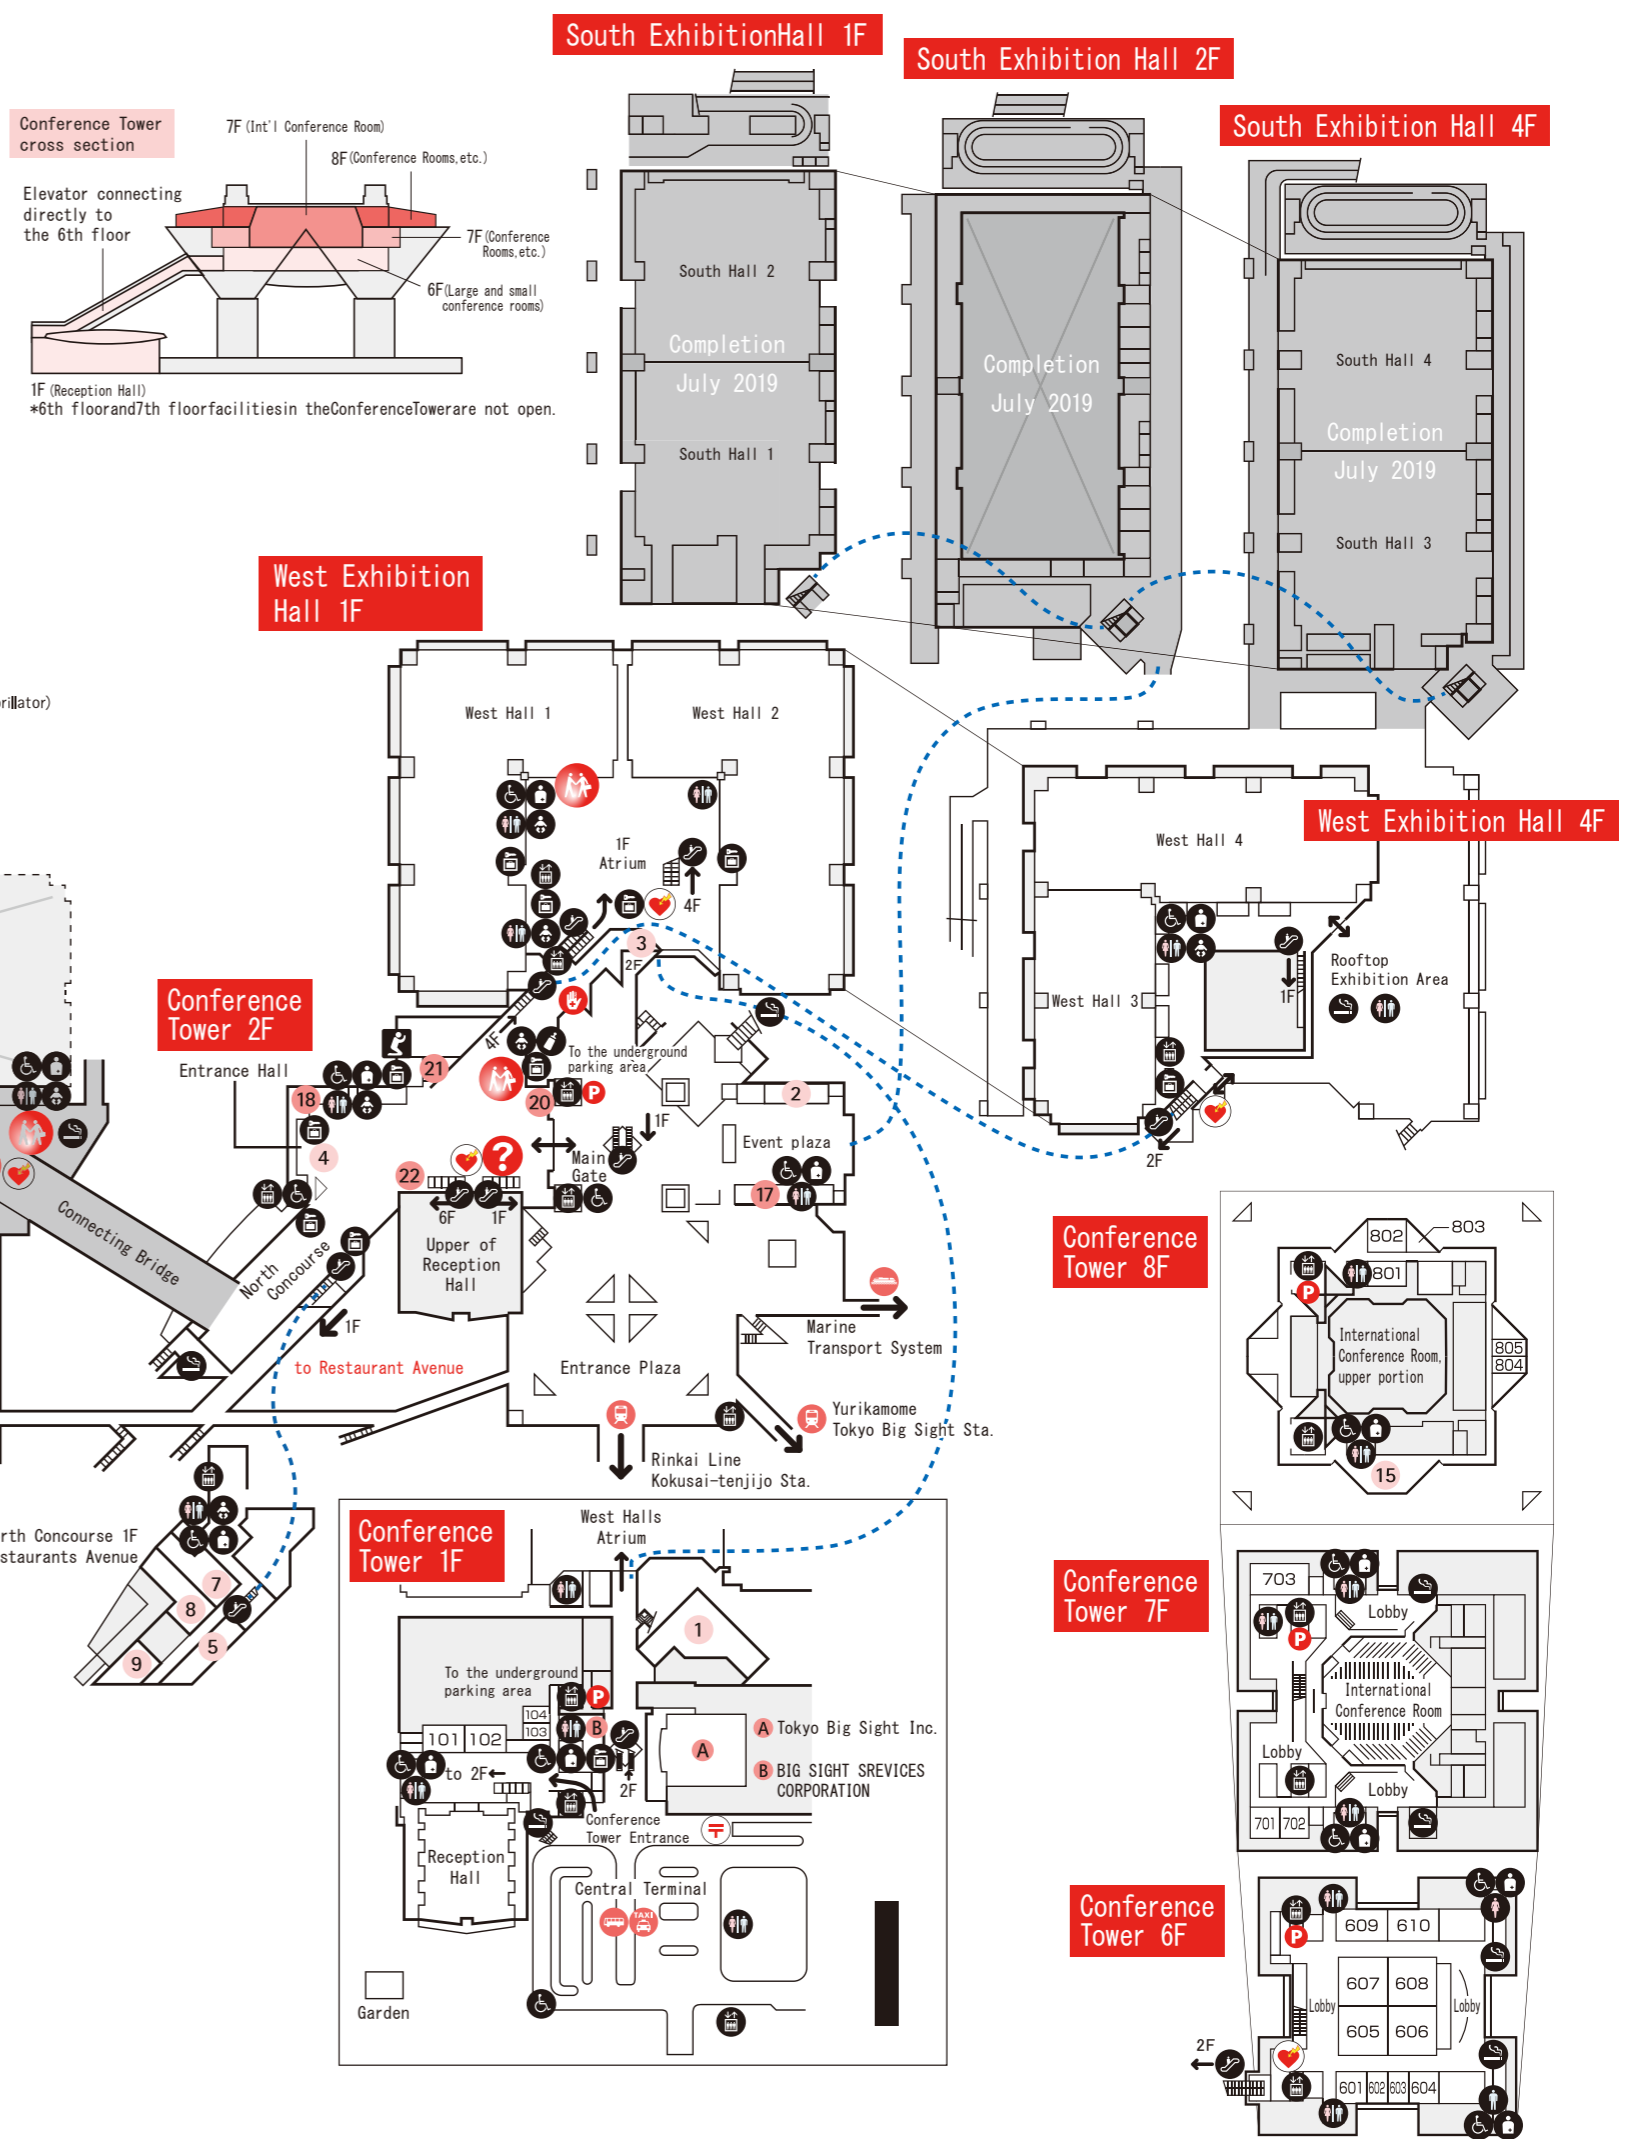 South ExhibitionHall 1F
South Exhibition Hall 2F
South Exhibition Hall 4F
Conference Tower
cross section
7F (Int'l Conference Room)
8F(Conference Rooms,etc.)
Elevator connecting
directly to
the 6th floor
7F(Conference
Rooms,etc.)
6F(Large and small
conference rooms)
1F (Reception Hall)
*6th floorand7th floorfacilitiesin theConferenceTowerare not open.
South Hall 2
Completion
July 2019
South Hall 1
Completion
July 2019
South Hall 4
Completion
July 2019
South Hall 3
West Exhibition
Hall 1F
rillator)
West Hall 1
West Hall 2
1F
Atrium
4F
3
2F
4F
West Exhibition Hall 4F
West Hall 4
West Hall 3
1F
Rooftop
Exhibition Area
2F
Conference
Tower 2F
Entrance Hall
21
18
4
22
To the underground
parking area
P
20
2
1F
Event plaza
Main
Gate
17
?
6F
1F
Upper of
Reception
Hall
Connecting Bridge
North
Concourse
1F
to Restaurant Avenue
Entrance Plaza
Marine
Transport System
Yurikamome
Tokyo Big Sight Sta.
Rinkai Line
Kokusai-tenjijo Sta.
rth Concourse 1F
staurants Avenue
7
8
5
9
Conference
Tower 1F
West Halls
Atrium
1
To the underground
parking area
P
104
103
B
101
102
to 2F
2F
A
A Tokyo Big Sight Inc.
B BIG SIGHT SREVICES
CORPORATION
Conference
Tower Entrance
〒
Reception
Hall
Central Terminal
TAXI
Garden
Conference
Tower 8F
802
803
801
P
International
Conference Room,
upper portion
805
804
15
Conference
Tower 7F
703
Lobby
P
International
Conference Room
Lobby
Lobby
701
702
Conference
Tower 6F
P
609
610
607
608
Lobby
Lobby
605
606
2F
601
602
603
604